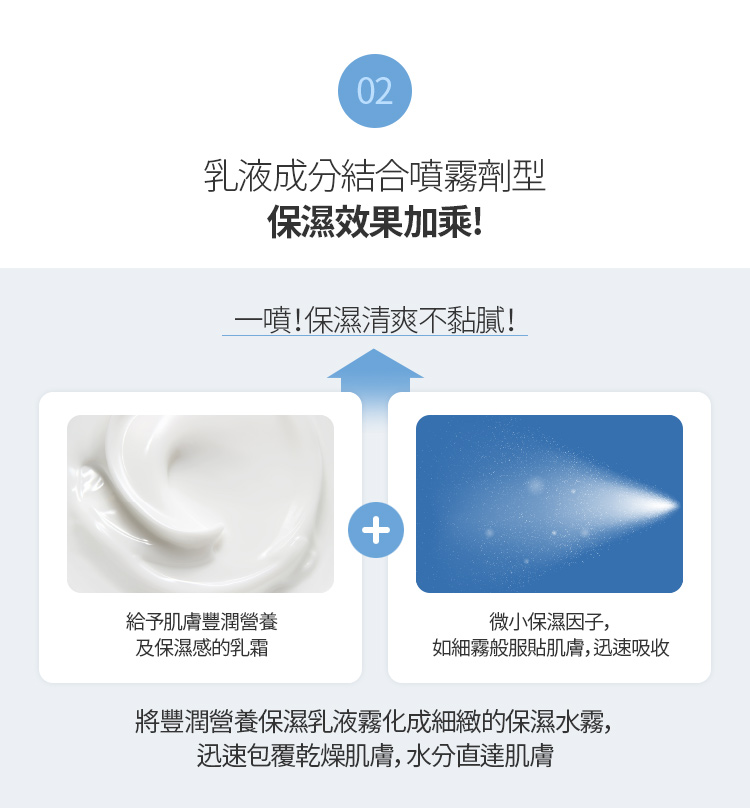 02
乳液成分結合噴霧劑型
保濕效果加乘!
一噴!保濕清爽不黏膩!
給予肌膚豐潤營養
及保濕感的乳霜
微小保濕因子,
如細霧般服貼肌膚,迅速吸收
將豐潤營養保濕乳液霧化成細緻的保濕水霧,
迅速包覆乾燥肌膚,水分直達肌膚